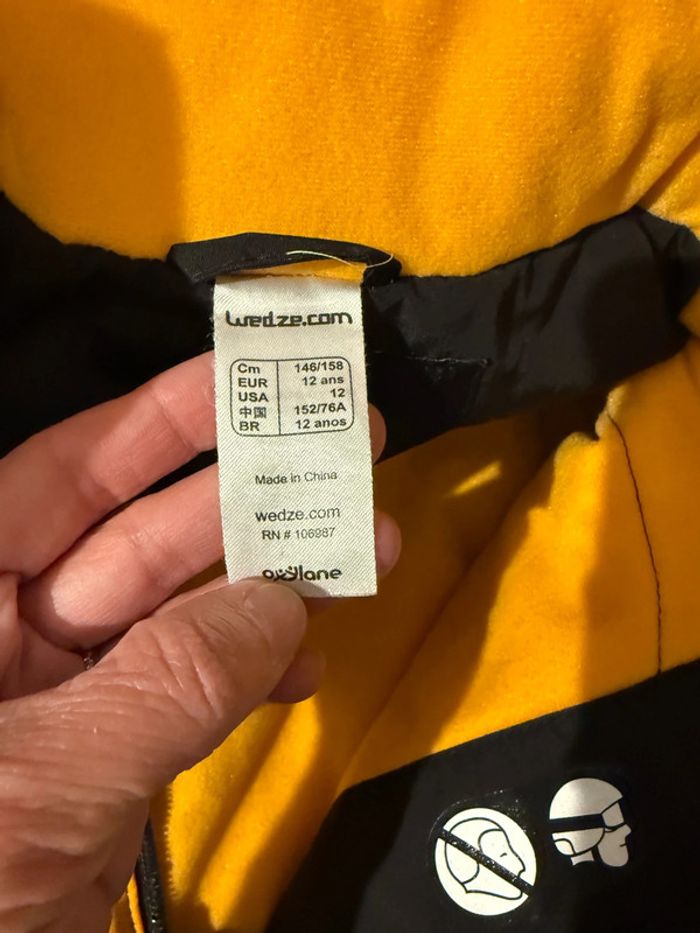 wedze.com
Cm 146/158
EUR 12 ans
USA 12
中国 152/76A
BR 12 anos
Made in China
wedze.com
RN # 106987
oxylane